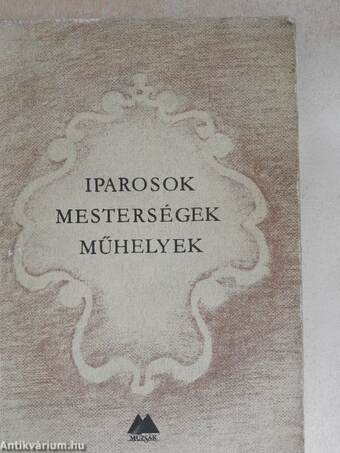 IPAROSOK
MESTERSÉGEK
MŰHELYEK
MÚZSÁK
Antikvárium.hu